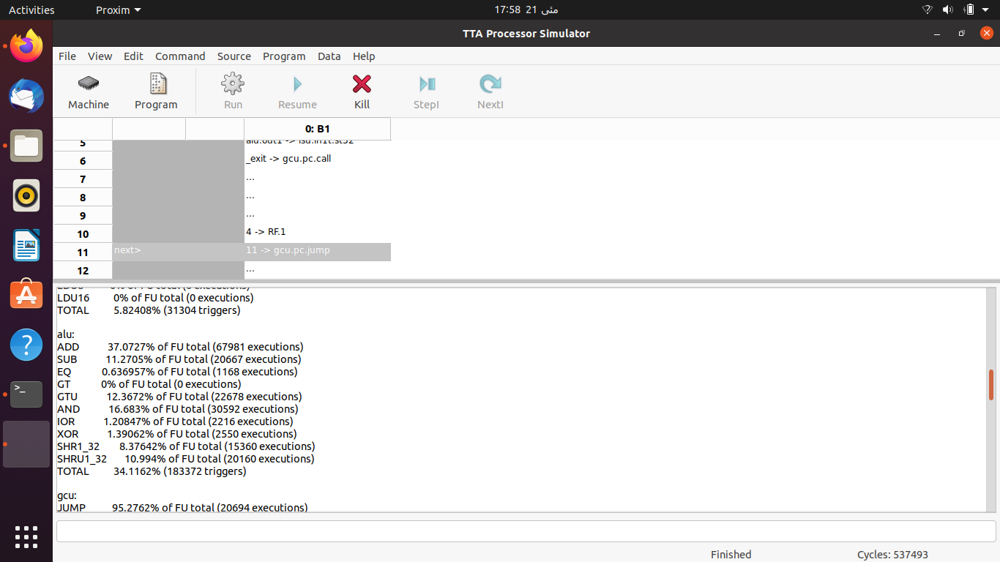 Activities Proxim 17:58 21 مئی
TTA Processor Simulator
File View Edit Command Source Program Data Help
Machine Program Run Resume Kill StepI NextI
0: B1
5 alu.out1 -> lsu.in1t.st32
6 _exit -> gcu.pc.call
7 ...
8 ...
9 ...
10 4 -> RF.1
11 next> 11 -> gcu.pc.jump
12 ...
0% of FU total (0 executions)
LDU16 0% of FU total (0 executions)
TOTAL 5.82408% (31304 triggers)
alu:
ADD 37.0727% of FU total (67981 executions)
SUB 11.2705% of FU total (20667 executions)
EQ 0.636957% of FU total (1168 executions)
GT 0% of FU total (0 executions)
GTU 12.3672% of FU total (22678 executions)
AND 16.683% of FU total (30592 executions)
IOR 1.20847% of FU total (2216 executions)
XOR 1.39062% of FU total (2550 executions)
SHR1_32 8.37642% of FU total (15360 executions)
SHRU1_32 10.994% of FU total (20160 executions)
TOTAL 34.1162% (183372 triggers)
gcu:
JUMP 95.2762% of FU total (20694 executions)
Finished Cycles: 537493